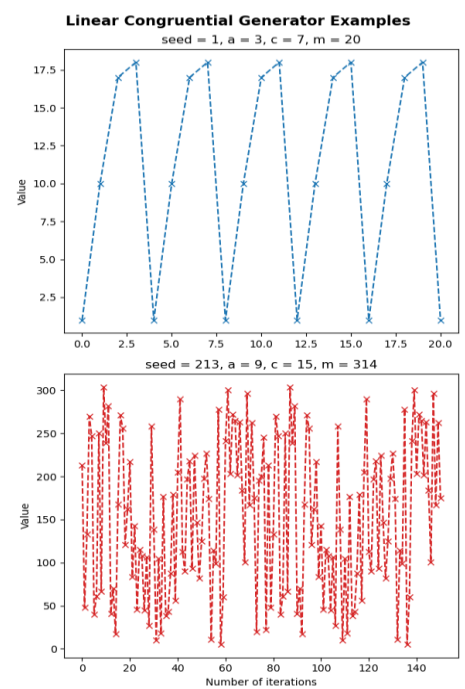 Linear Congruential Generator Examples
seed = 1, a = 3, c = 7, m = 20
17.5
15.0
12.5
10.0
7.5
5.0
2.5
Value
0.0 2.5 5.0 7.5 10.0 12.5 15.0 17.5 20.0
seed = 213, a = 9, c = 15, m = 314
300
250
200
150
100
50
0
Value
0 20 40 60 80 100 120 140
Number of iterations